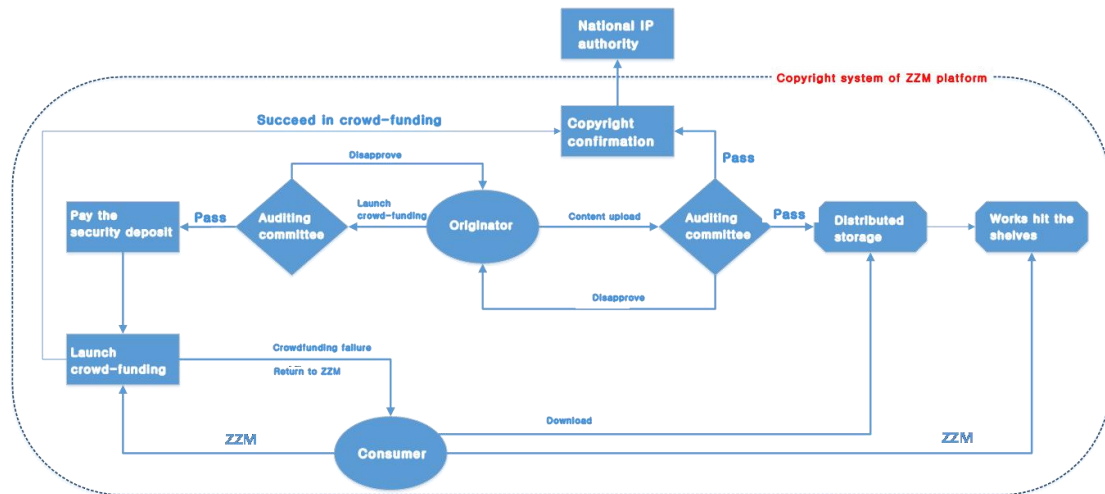 National IP
authority
Copyright system of ZZM platform
Succeed in crowd-funding
Copyright
confirmation
Pass
Disapprove
Pay the
security deposit
Pass
Auditing
committee
Launch
crowd-funding
Originator
Content upload
Auditing
committee
Pass
Distributed
storage
Works hit the
shelves
Disapprove
Launch
crowd-funding
Crowdfunding failure
Return to ZZM
Download
ZZM
Consumer
ZZM